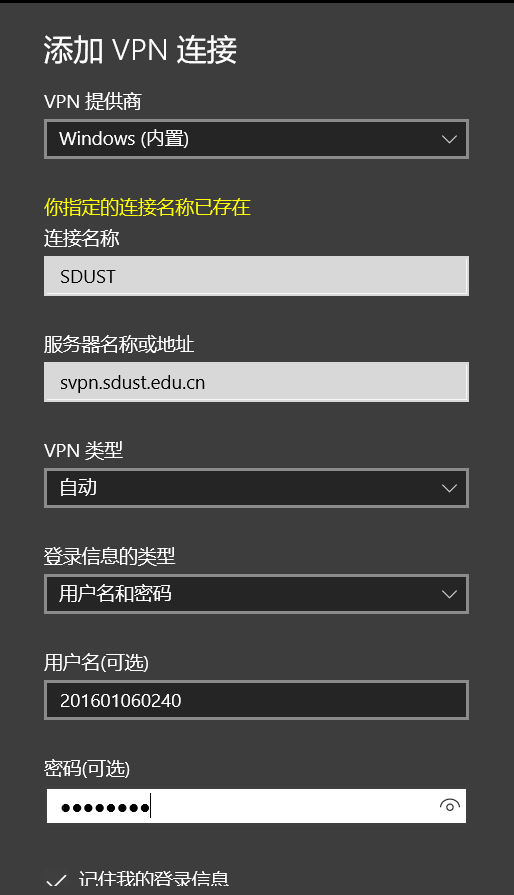 添加 VPN 连接
VPN 提供商
Windows (内置)
你指定的连接名称已存在
连接名称
SDUST
服务器名称或地址
svpn.sdust.edu.cn
VPN 类型
自动
登录信息的类型
用户名和密码
用户名(可选)
201601060240
密码(可选)
●●●●●●●●
记住我的登录信息